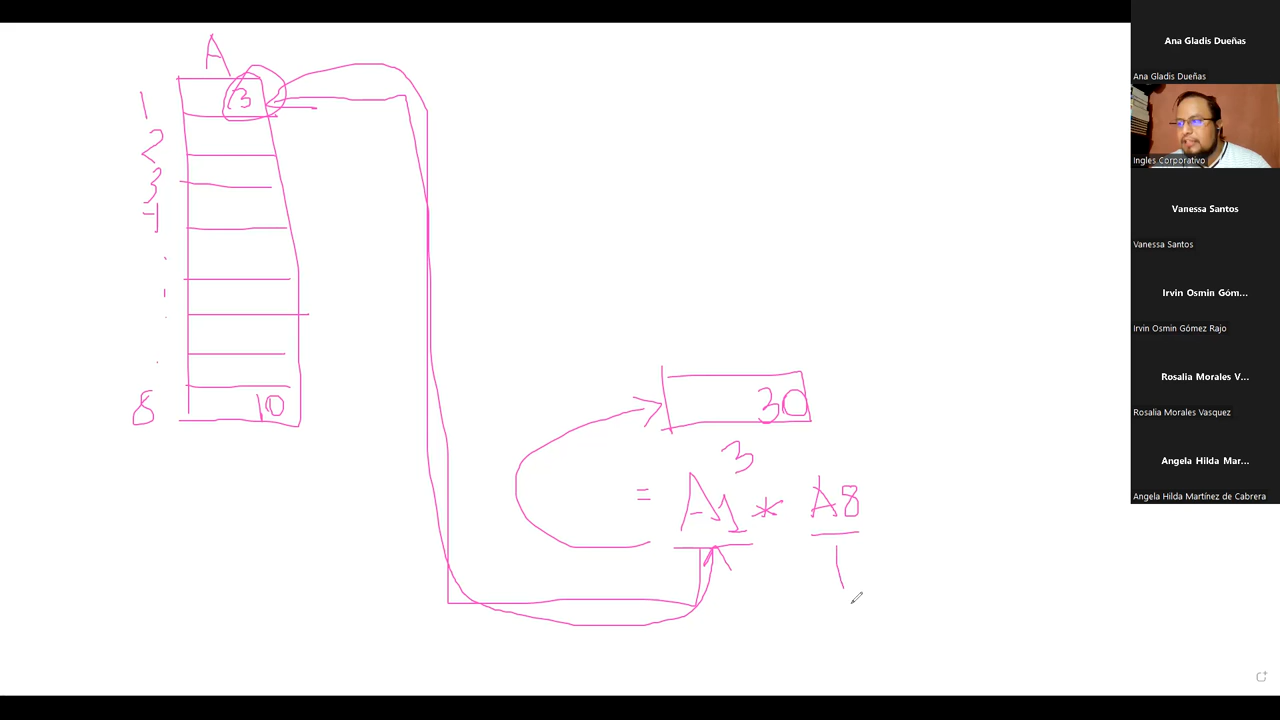 A
1
3
2
3
4
8
10
30
3
= A1 * A8
Ana Gladis Dueñas
Ana Gladis Dueñas
Ingles Corporativo
Vanessa Santos
Vanessa Santos
Irvin Osmin Góm...
Irvin Osmin Gómez Rajo
Rosalia Morales V...
Rosalia Morales Vasquez
Angela Hilda Mar...
Angela Hilda Martínez de Cabrera